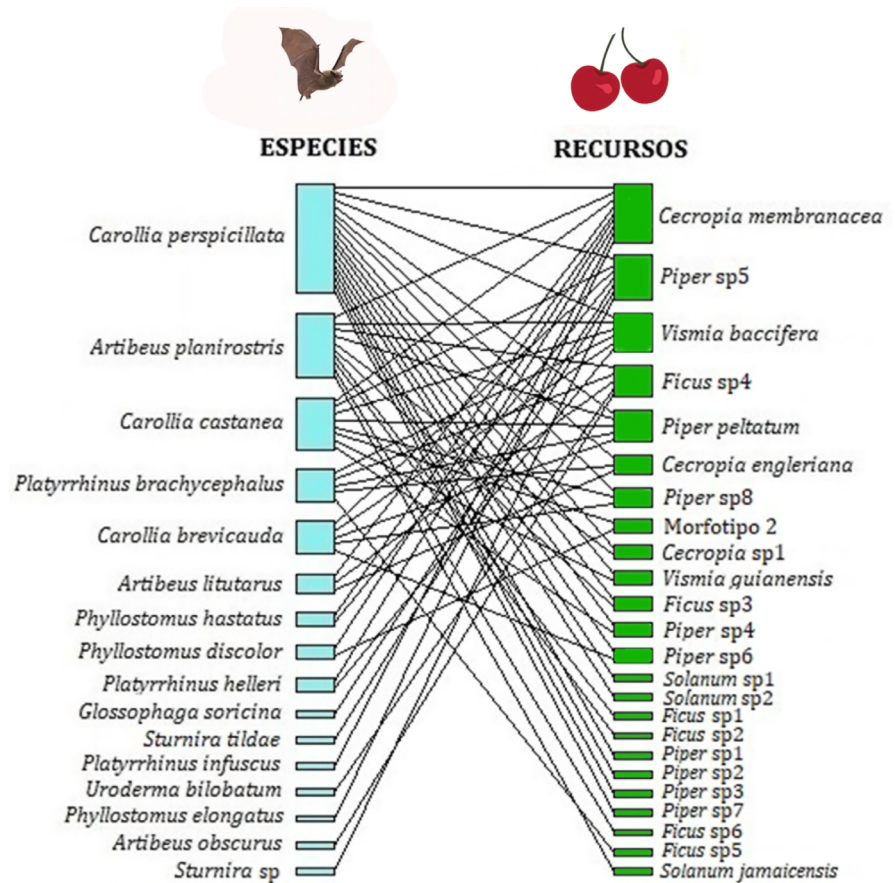 ESPECIES
RECURSOS
Carollia perspicillata
Artibeus planirostris
Carollia castanea
Platyrrhinus brachycephalus
Carollia brevicauda
Artibeus litutarus
Phyllostomus hastatus
Phyllostomus discolor
Platyrrhinus helleri
Glossophaga soricina
Sturnira tildae
Platyrrhinus infuscus
Uroderma bilobatum
Phyllostomus elongatus
Artibeus obscurus
Sturnira sp
Cecropia membranacea
Piper sp5
Vismia baccifera
Ficus sp4
Piper peltatum
Cecropia engleriana
Piper sp8
Morfotipo 2
Cecropia sp1
Vismia guianensis
Ficus sp3
Piper sp4
Piper sp6
Solanum sp1
Solanum sp2
Ficus sp1
Ficus sp2
Piper sp1
Piper sp2
Piper sp3
Piper sp7
Ficus sp6
Ficus sp5
Solanum jamaicensis